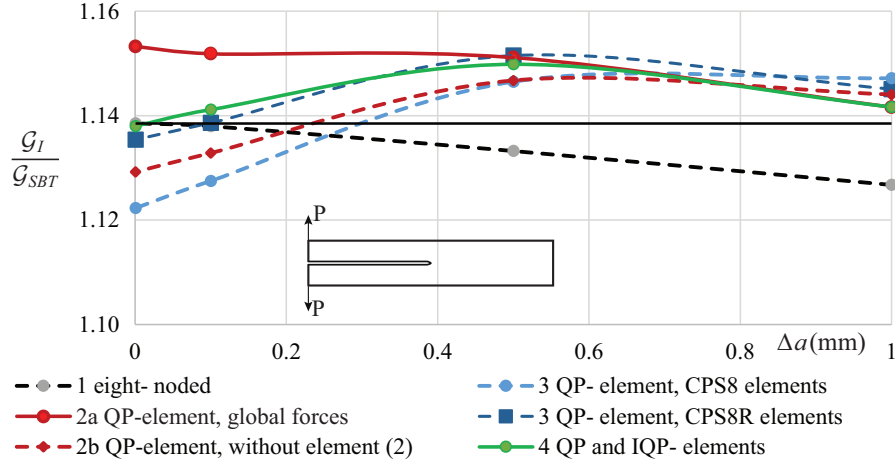 1.16
1.14
1.12
1.10
G_I
G_SBT
P
P
0
0.2
0.4
0.6
0.8
1
Δa(mm)
1 eight- noded
3 QP- element, CPS8 elements
2a QP-element, global forces
3 QP- element, CPS8R elements
2b QP-element, without element (2)
4 QP and IQP- elements